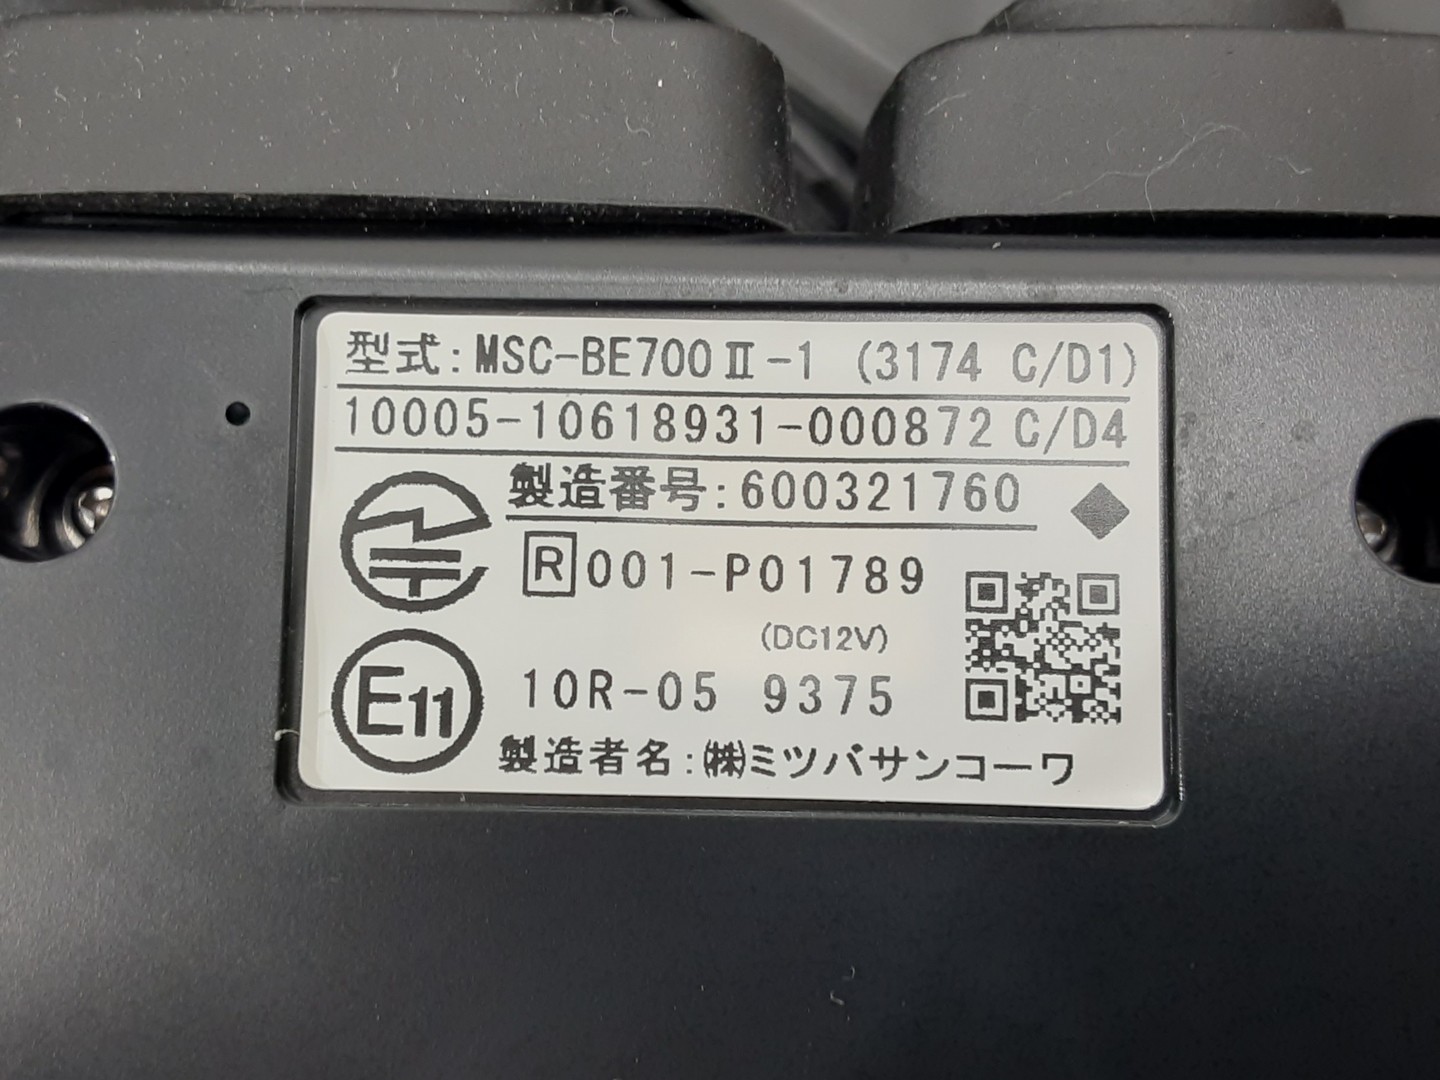 型式:MSC-BE700Ⅱ-1 (3174 C/D1)
10005-10618931-000872 C/D4
製造番号:600321760
R 001-P01789
(DC12V)
E11 10R-05 9375
製造者名:㈱ミツバサンコーワ